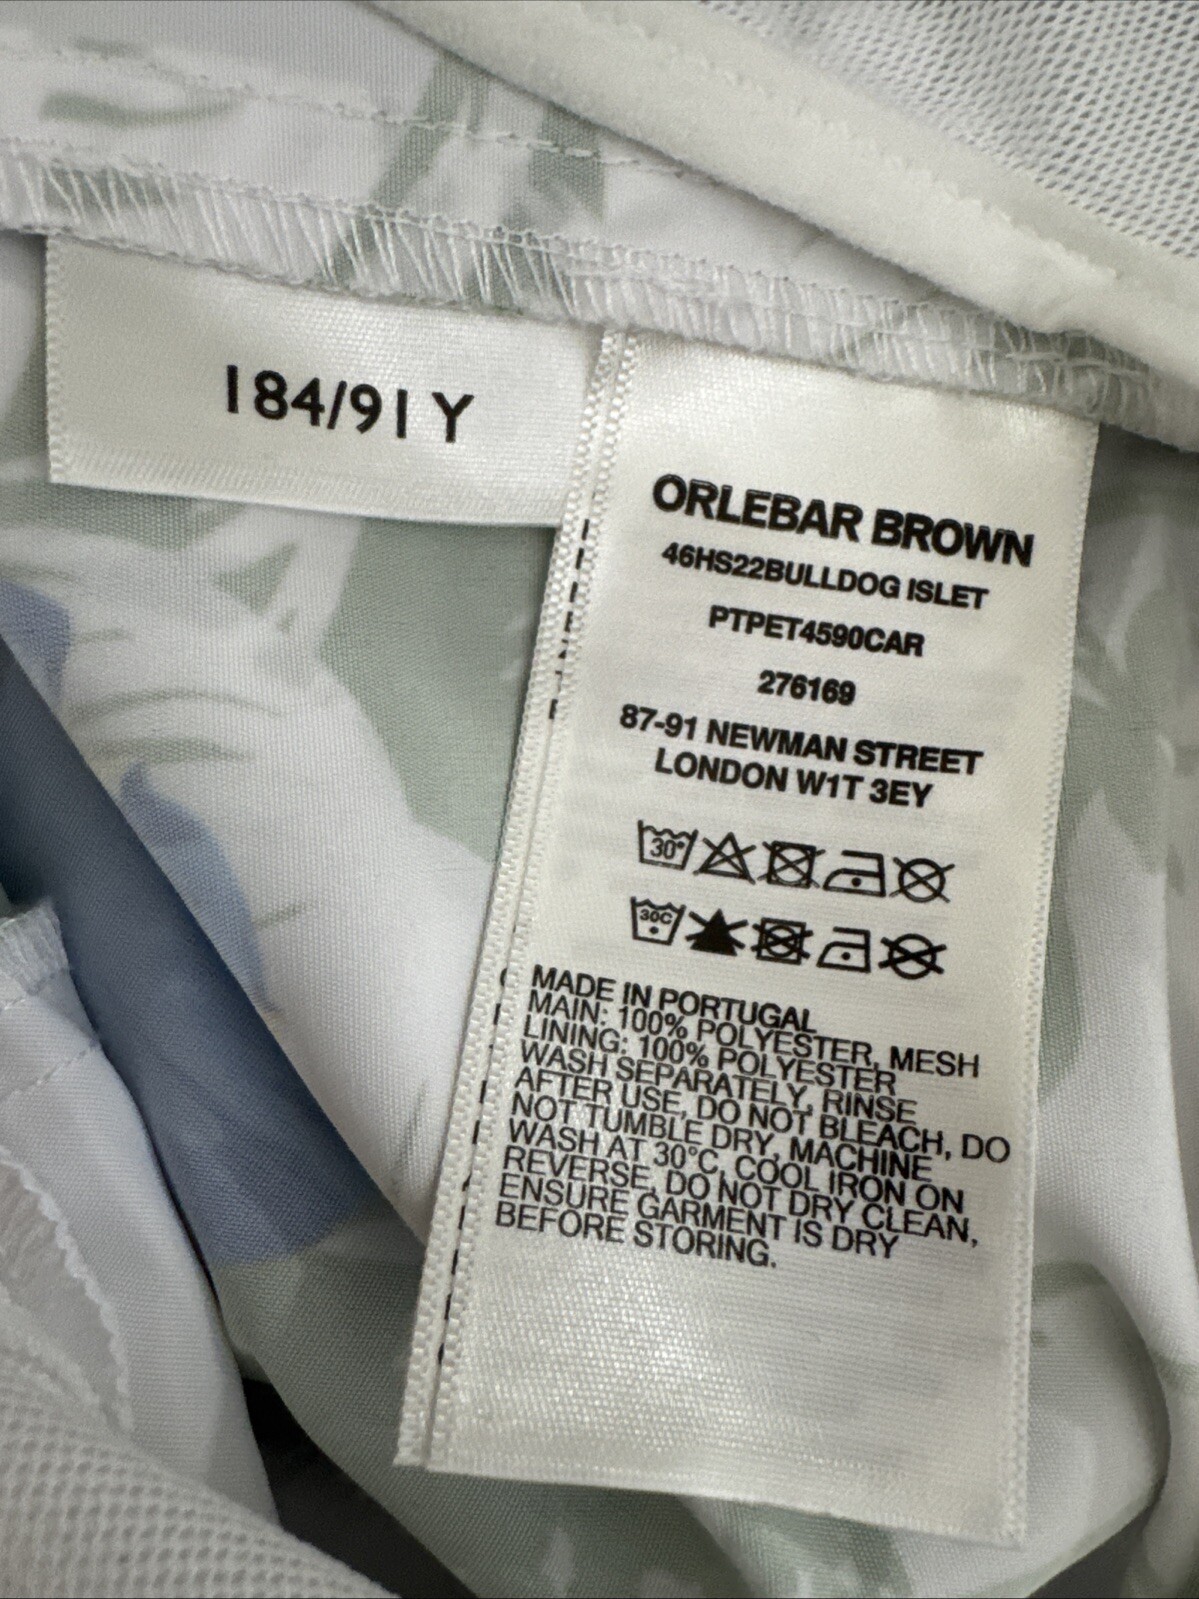 184/91 Y
ORLEBAR BROWN
46HS22BULLDOG ISLET
PTPET4590CAR
276169
87-91 NEWMAN STREET
LONDON W1T 3EY
30°
30C
MADE IN PORTUGAL
MAIN: 100% POLYESTER, MESH
LINING: 100% POLYESTER
WASH SEPARATELY, RINSE
AFTER USE, DO NOT BLEACH, DO
NOT TUMBLE DRY, MACHINE
WASH AT 30°C, COOL IRON ON
REVERSE, DO NOT DRY CLEAN,
ENSURE GARMENT IS DRY
BEFORE STORING.